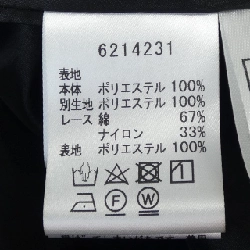 6214231
表地
本体 ポリエステル 100%
別生地 ポリエステル 100%
レース 綿 67%
ナイロン 33%
表地 ポリエステル 100%
1
F W